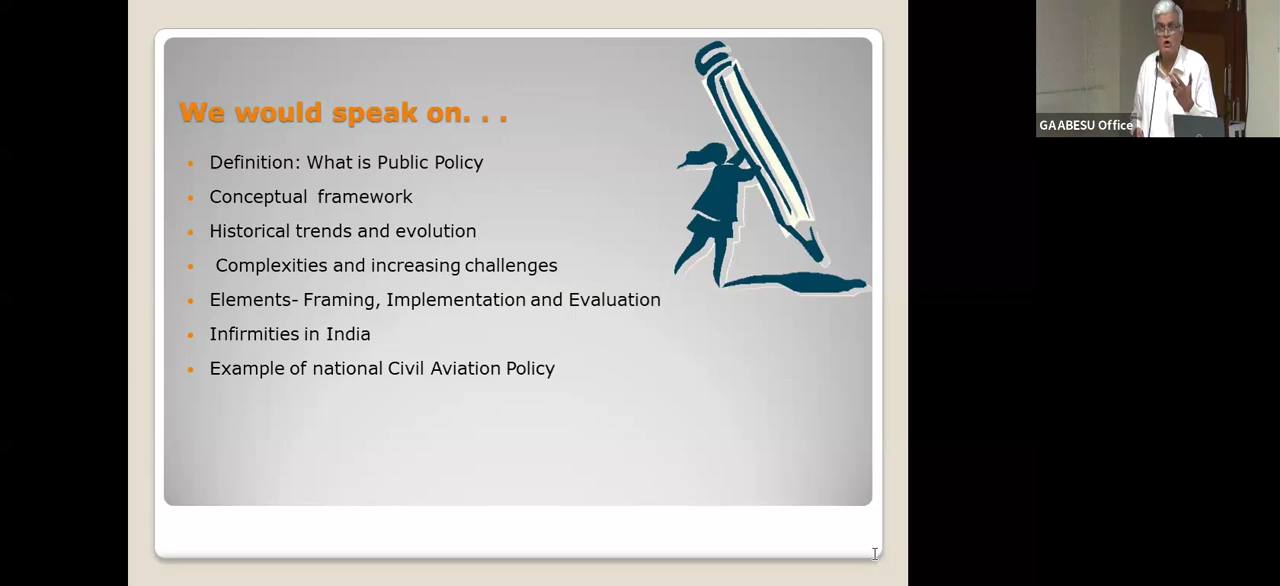 We would speak on. . .
• Definition: What is Public Policy
• Conceptual framework
• Historical trends and evolution
• Complexities and increasing challenges
• Elements- Framing, Implementation and Evaluation
• Infirmities in India
• Example of national Civil Aviation Policy
GAABESU Office